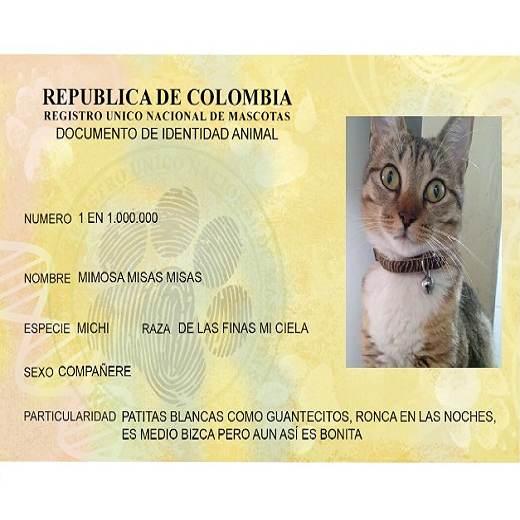 REPUBLICA DE COLOMBIA
REGISTRO UNICO NACIONAL DE MASCOTAS
DOCUMENTO DE IDENTIDAD ANIMAL
NUMERO 1 EN 1.000.000
NOMBRE MIMOSA MISAS MISAS
ESPECIE MICHI RAZA DE LAS FINAS MI CIELA
SEXO COMPAÑERE
PARTICULARIDAD PATITAS BLANCAS COMO GUANTECITOS, RONCA EN LAS NOCHES,
ES MEDIO BIZCA PERO AUN ASÍ ES BONITA